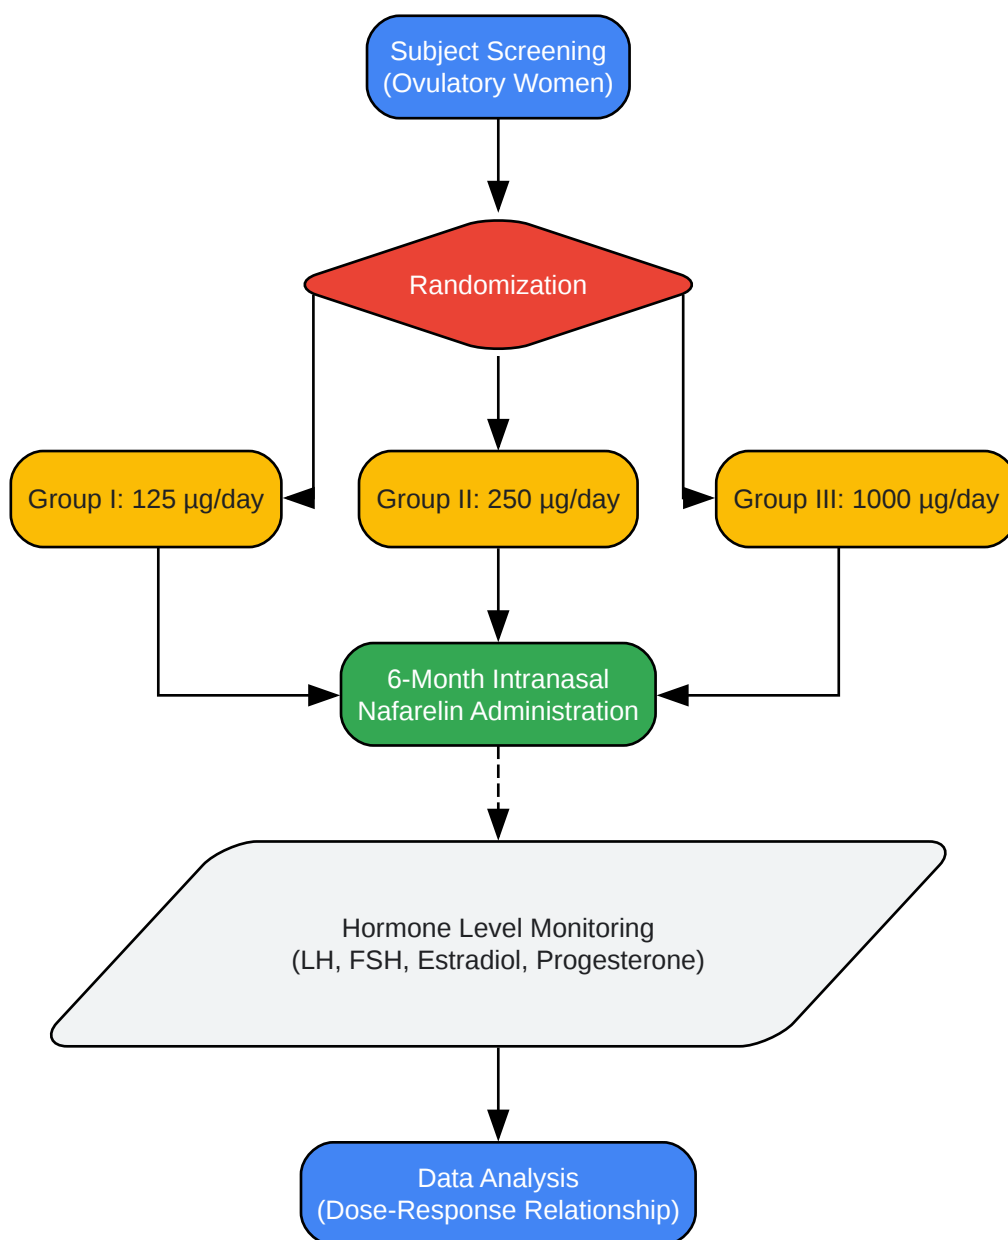 Subject Screening
(Ovulatory Women)
Randomization
Group I: 125 µg/day
Group II: 250 µg/day
Group III: 1000 µg/day
6-Month Intranasal
Nafarelin Administration
Hormone Level Monitoring
(LH, FSH, Estradiol, Progesterone)
Data Analysis
(Dose-Response Relationship)